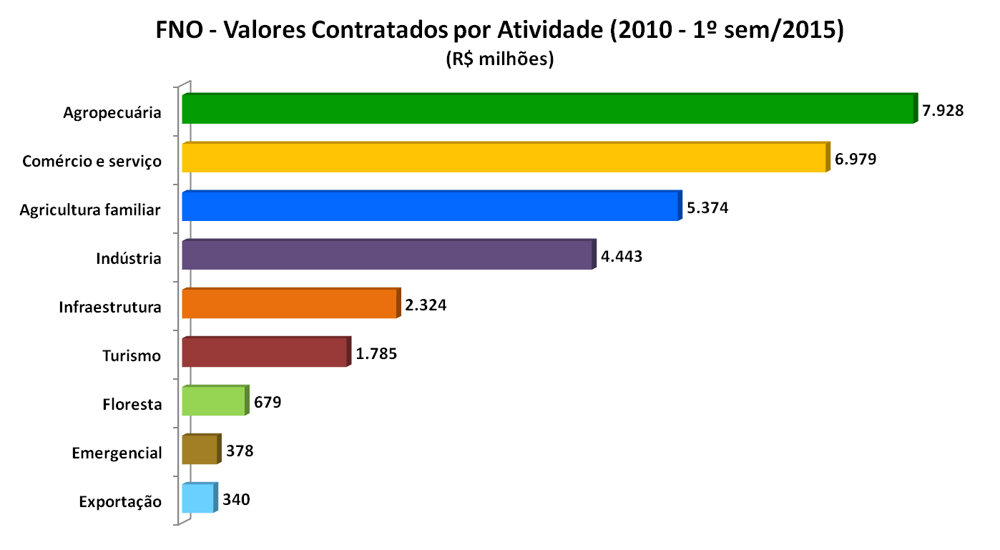 FNO - Valores Contratados por Atividade (2010 - 1º sem/2015)
(R$ milhões)
Agropecuária 7.928
Comércio e serviço 6.979
Agricultura familiar 5.374
Indústria 4.443
Infraestrutura 2.324
Turismo 1.785
Floresta 679
Emergencial 378
Exportação 340